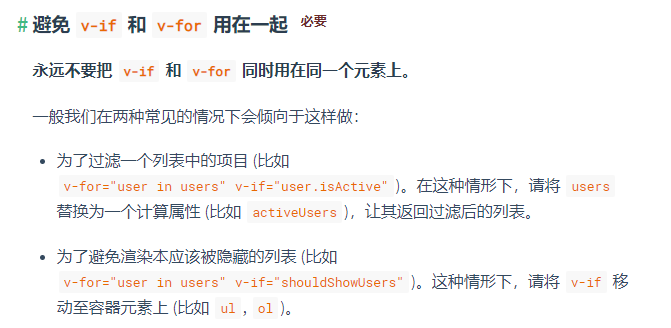 # 避免 v-if 和 v-for 用在一起 必要
永远不要把 v-if 和 v-for 同时用在同一个元素上。
一般我们在两种常见的情况下会倾向于这样做：
• 为了过滤一个列表中的项目 (比如
v-for="user in users" v-if="user.isActive" )。在这种情形下，请将 users
替换为一个计算属性 (比如 activeUsers )，让其返回过滤后的列表。
• 为了避免渲染本应该被隐藏的列表 (比如
v-for="user in users" v-if="shouldShowUsers" )。这种情形下，请将 v-if 移
动至容器元素上 (比如 ul , ol )。